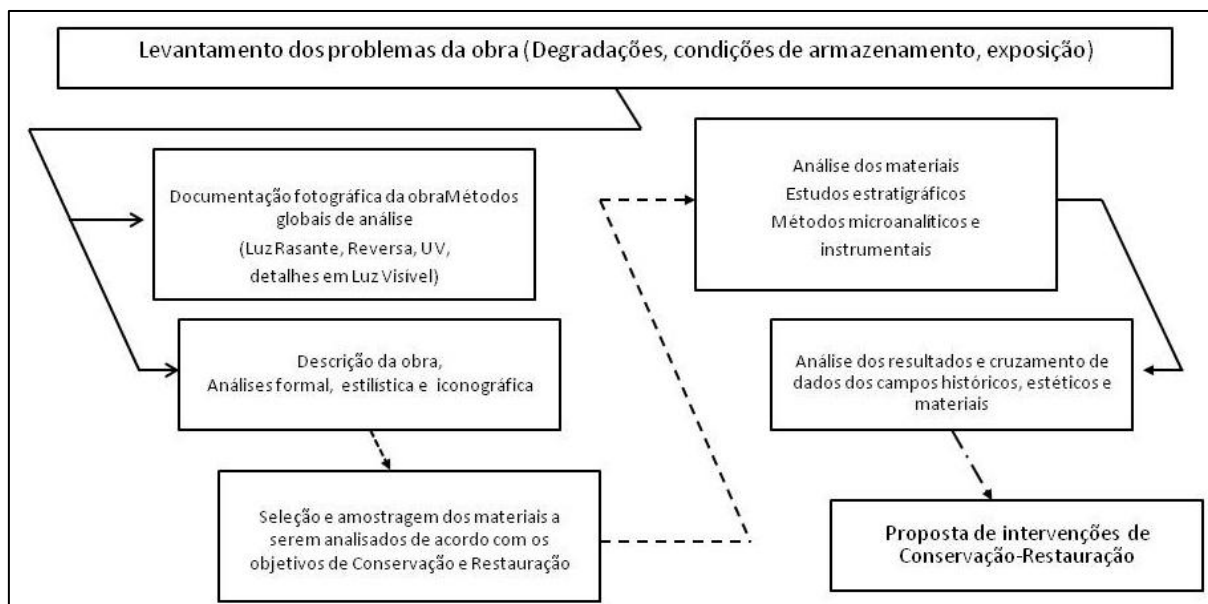 Levantamento dos problemas da obra (Degradações, condições de armazenamento, exposição)
Documentação fotográfica da obraMétodos
globais de análise
(Luz Rasante, Reversa, UV,
detalhes em Luz Visível)
Descrição da obra,
Análises formal, estilística e iconográfica
Seleção e amostragem dos materiais a
serem analisados de acordo com os
objetivos de Conservação e Restauração
Análise dos materiais
Estudos estratigráficos
Métodos microanalíticos e
instrumentais
Análise dos resultados e cruzamento de
dados dos campos históricos, estéticos e
materiais
Proposta de intervenções de
Conservação-Restauração